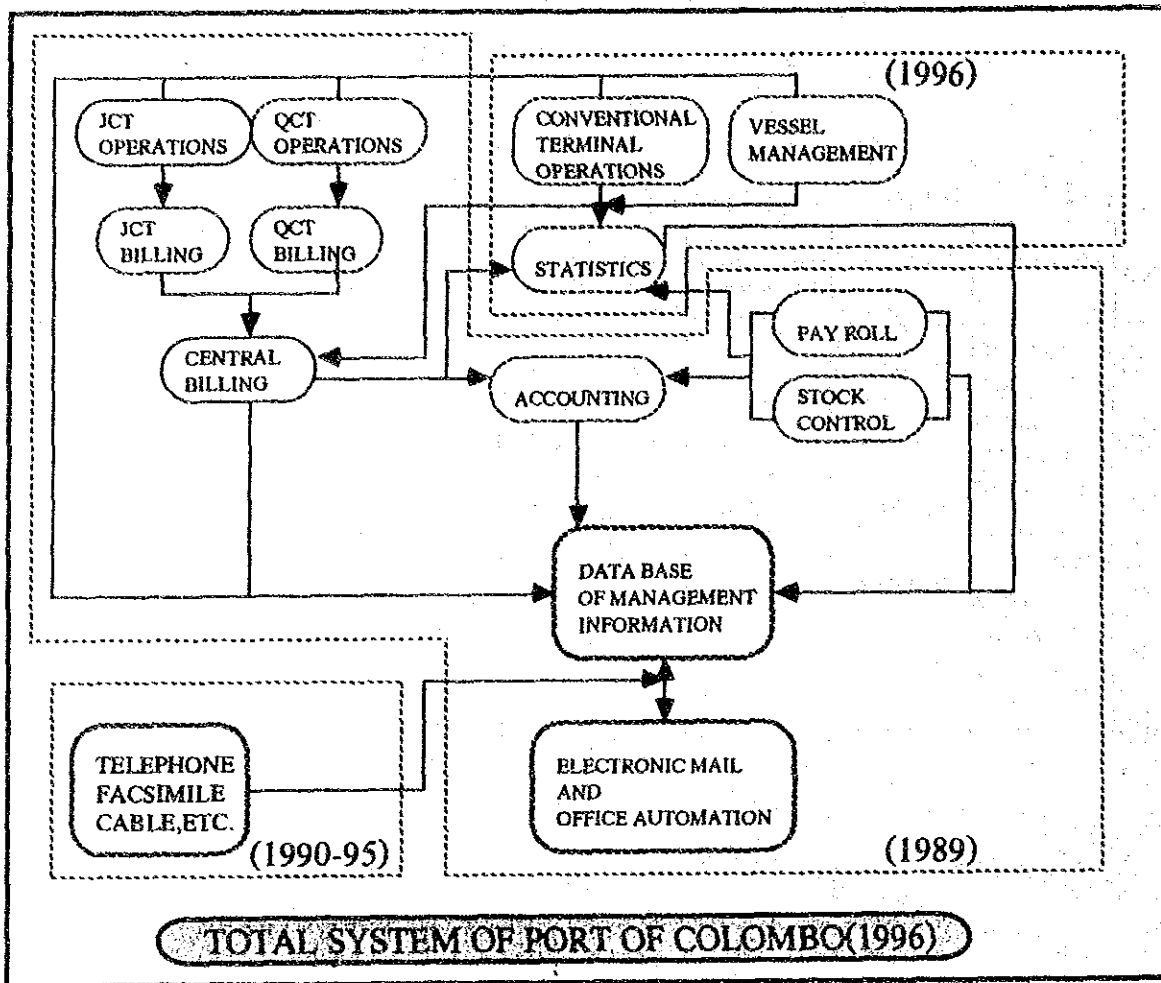 (1996)
JCT
OPERATIONS
QCT
OPERATIONS
CONVENTIONAL
TERMINAL
OPERATIONS
VESSEL
MANAGEMENT
JCT
BILLING
QCT
BILLING
STATISTICS
PAY ROLL
CENTRAL
BILLING
ACCOUNTING
STOCK
CONTROL
DATA BASE
OF MANAGEMENT
INFORMATION
TELEPHONE
FACSIMILE
CABLE,ETC.
(1990-95)
ELECTRONIC MAIL
AND
OFFICE AUTOMATION
(1989)
TOTAL SYSTEM OF PORT OF COLOMBO(1996)